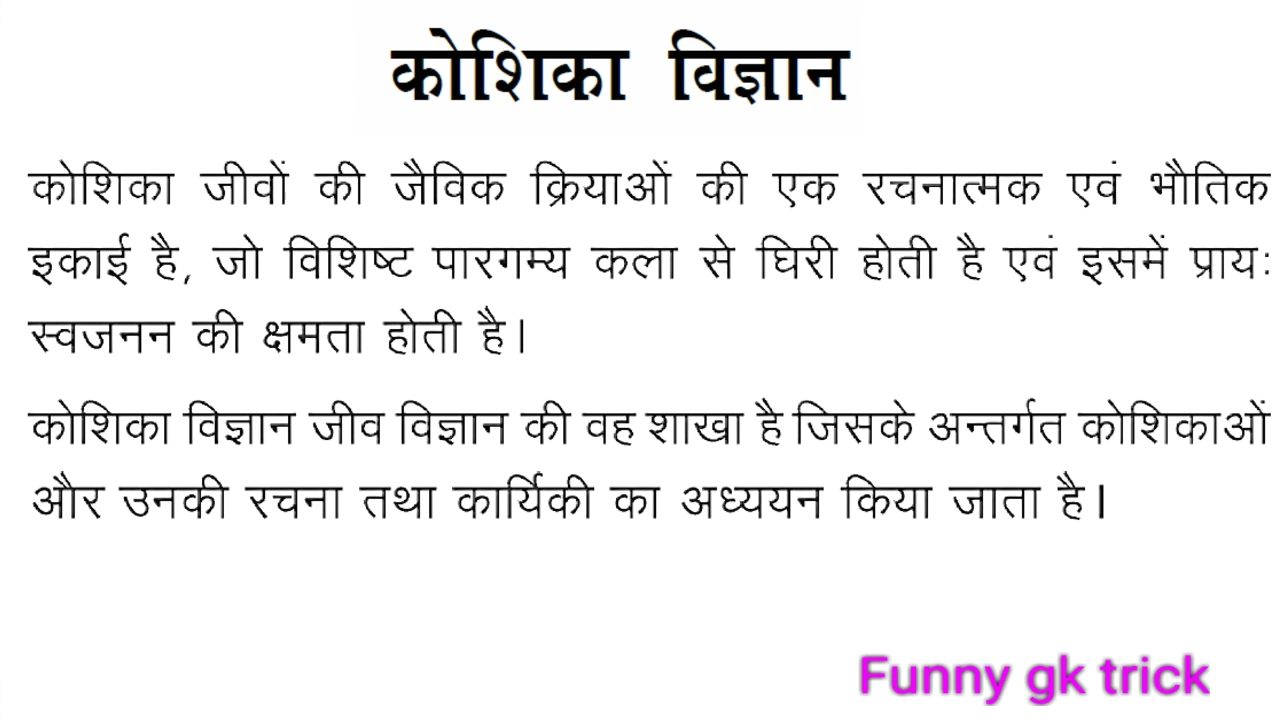 कोशिका विज्ञान
कोशिका जीवों की जैविक क्रियाओं की एक रचनात्मक एवं भौतिक
इकाई है, जो विशिष्ट पारगम्य कला से घिरी होती है एवं इसमें प्रायः
स्वजनन की क्षमता होती है।
कोशिका विज्ञान जीव विज्ञान की वह शाखा है जिसके अन्तर्गत कोशिकाओं
और उनकी रचना तथा कार्यिकी का अध्ययन किया जाता है।
Funny gk trick